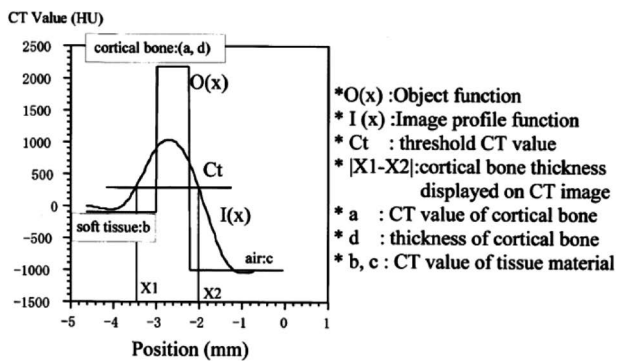 CT Value (HU)
2500
2000
1500
1000
500
0
−500
−1000
−1500
cortical bone:(a, d)
O(x)
Ct
I(x)
soft tissue:b
air:c
X1
X2
-5
-4
-3
-2
-1
0
1
Position (mm)
*O(x) :Object function
* I (x) :Image profile function
* Ct : threshold CT value
* |X1-X2|:cortical bone thickness
displayed on CT image
* a : CT value of cortical bone
* d : thickness of cortical bone
* b, c : CT value of tissue material